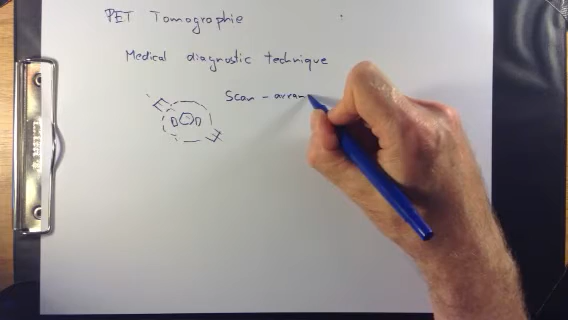 PET Tomographie
Medical diagnostic technique
Scan - arran